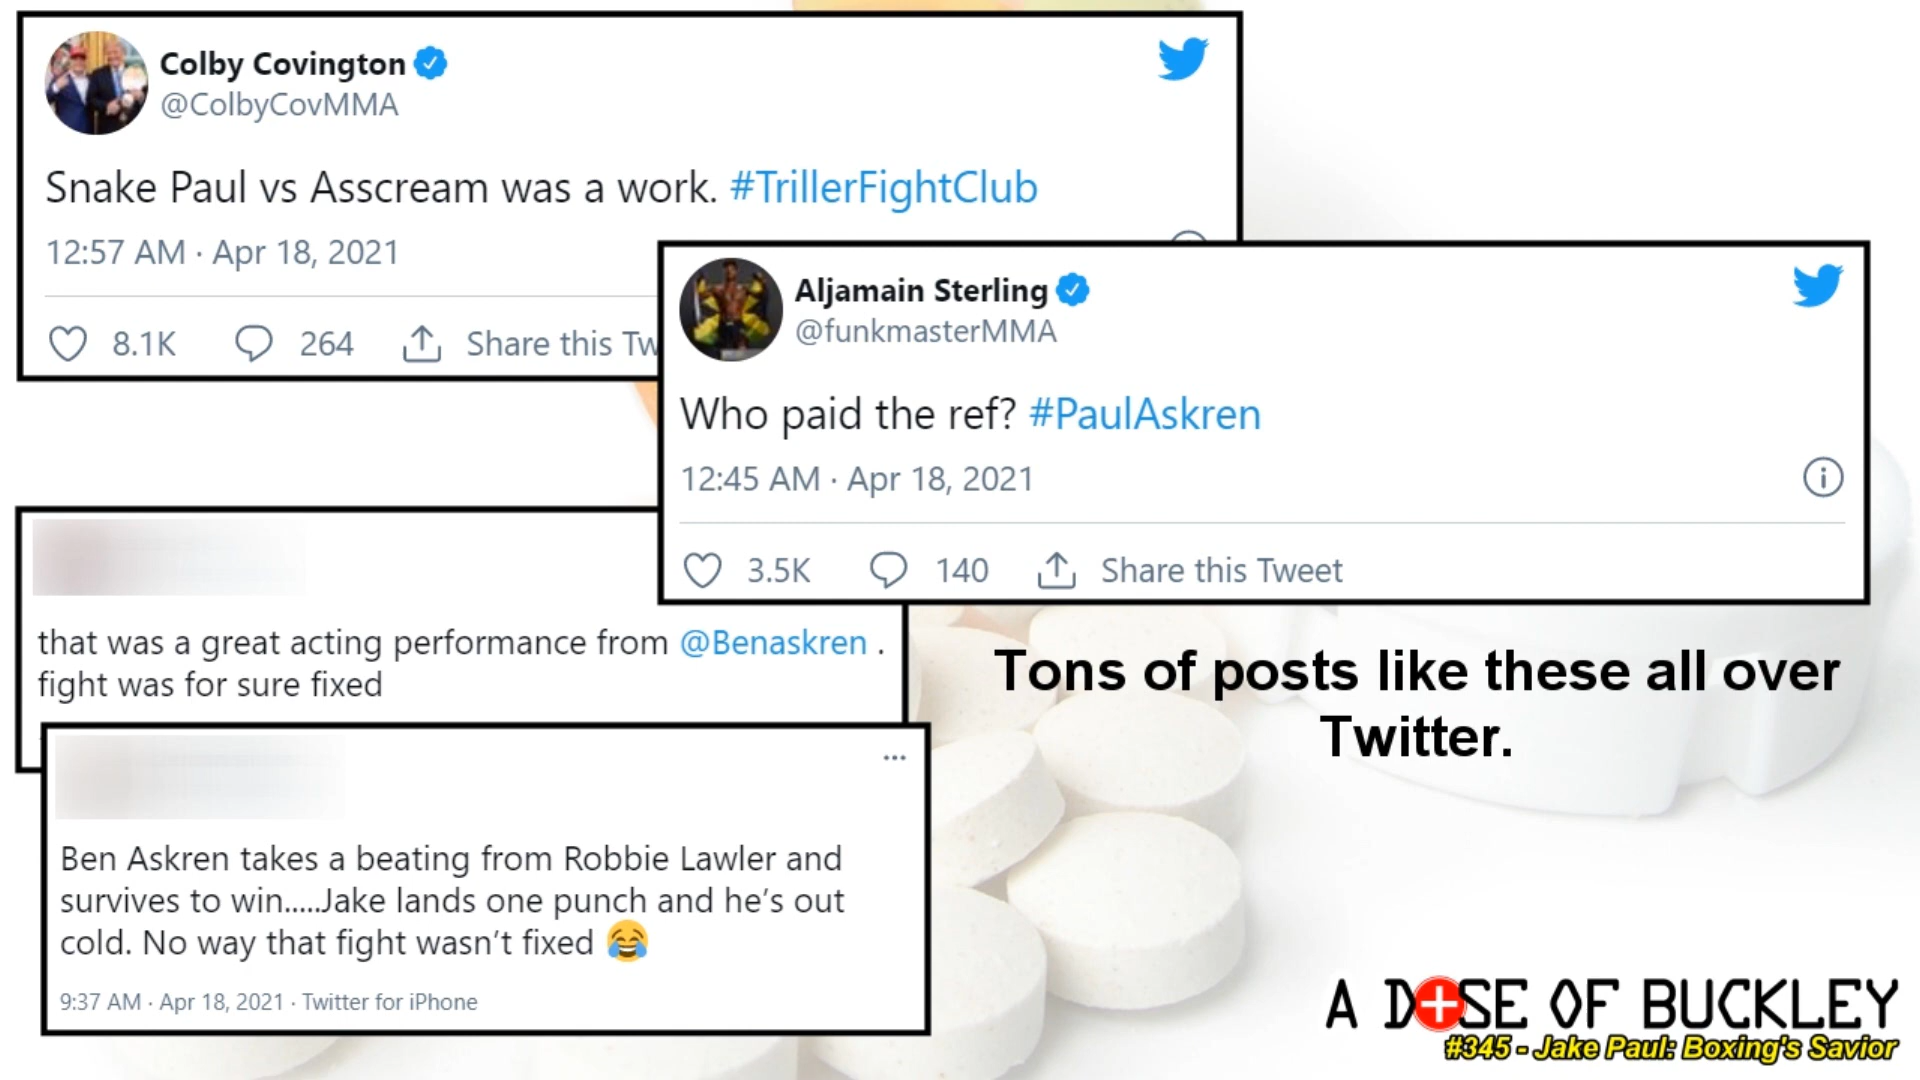 Colby Covington
@ColbyCovMMA
Snake Paul vs Asscream was a work. #TrillerFightClub
12:57 AM · Apr 18, 2021
8.1K 264 Share this Tw
Aljamain Sterling
@funkmasterMMA
Who paid the ref? #PaulAskren
12:45 AM · Apr 18, 2021
3.5K 140 Share this Tweet
that was a great acting performance from @Benaskren .
fight was for sure fixed
Ben Askren takes a beating from Robbie Lawler and
survives to win.....Jake lands one punch and he's out
cold. No way that fight wasn't fixed 😂
9:37 AM · Apr 18, 2021 · Twitter for iPhone
Tons of posts like these all over
Twitter.
A DOSE OF BUCKLEY
#345 - Jake Paul: Boxing's Savior